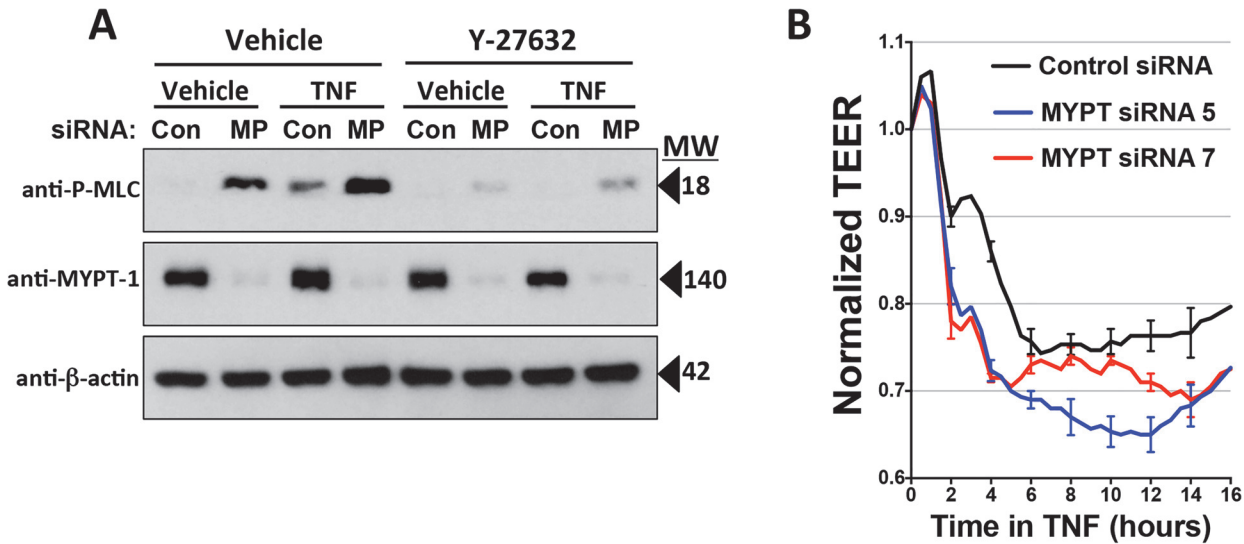 A
Vehicle Y-27632
Vehicle TNF Vehicle TNF
siRNA: Con MP Con MP Con MP Con MP
MW
anti-P-MLC 18
anti-MYPT-1 140
anti-β-actin 42
B
Normalized TEER
1.1
1.0
0.9
0.8
0.7
0.6
Control siRNA
MYPT siRNA 5
MYPT siRNA 7
0 2 4 6 8 10 12 14 16
Time in TNF (hours)